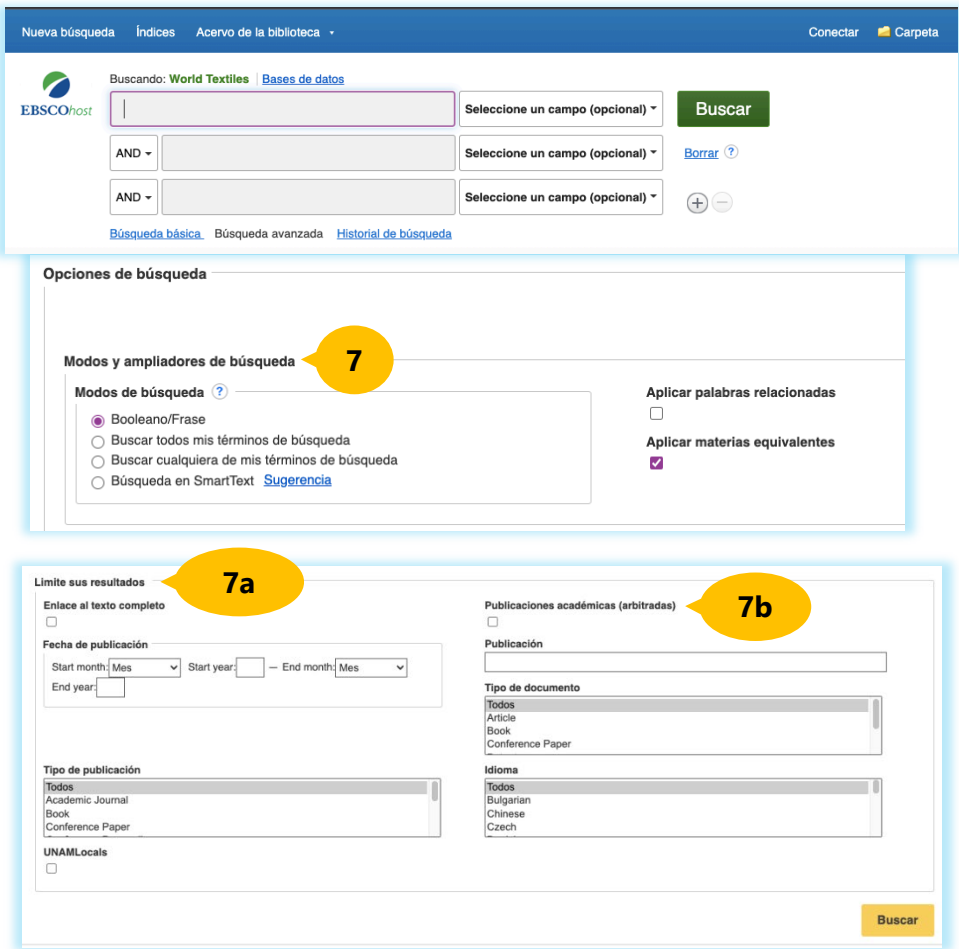 Nueva búsqueda Índices Acervo de la biblioteca Conectar Carpeta
Buscando: World Textiles Bases de datos
EBSCOhost
Seleccione un campo (opcional) Buscar
AND Seleccione un campo (opcional) Borrar ?
AND Seleccione un campo (opcional) + −
Búsqueda básica Búsqueda avanzada Historial de búsqueda
Opciones de búsqueda
Modos y ampliadores de búsqueda 7
Modos de búsqueda ?
Booleano/Frase
Buscar todos mis términos de búsqueda
Buscar cualquiera de mis términos de búsqueda
Búsqueda en SmartText Sugerencia
Aplicar palabras relacionadas
Aplicar materias equivalentes
Limite sus resultados 7a
Enlace al texto completo
Fecha de publicación
Start month: Mes Start year: — End month: Mes
End year:
Tipo de publicación
Todos
Academic Journal
Book
Conference Paper
UNAMLocals
Publicaciones académicas (arbitradas) 7b
Publicación
Tipo de documento
Todos
Article
Book
Conference Paper
Idioma
Todos
Bulgarian
Chinese
Czech
Buscar